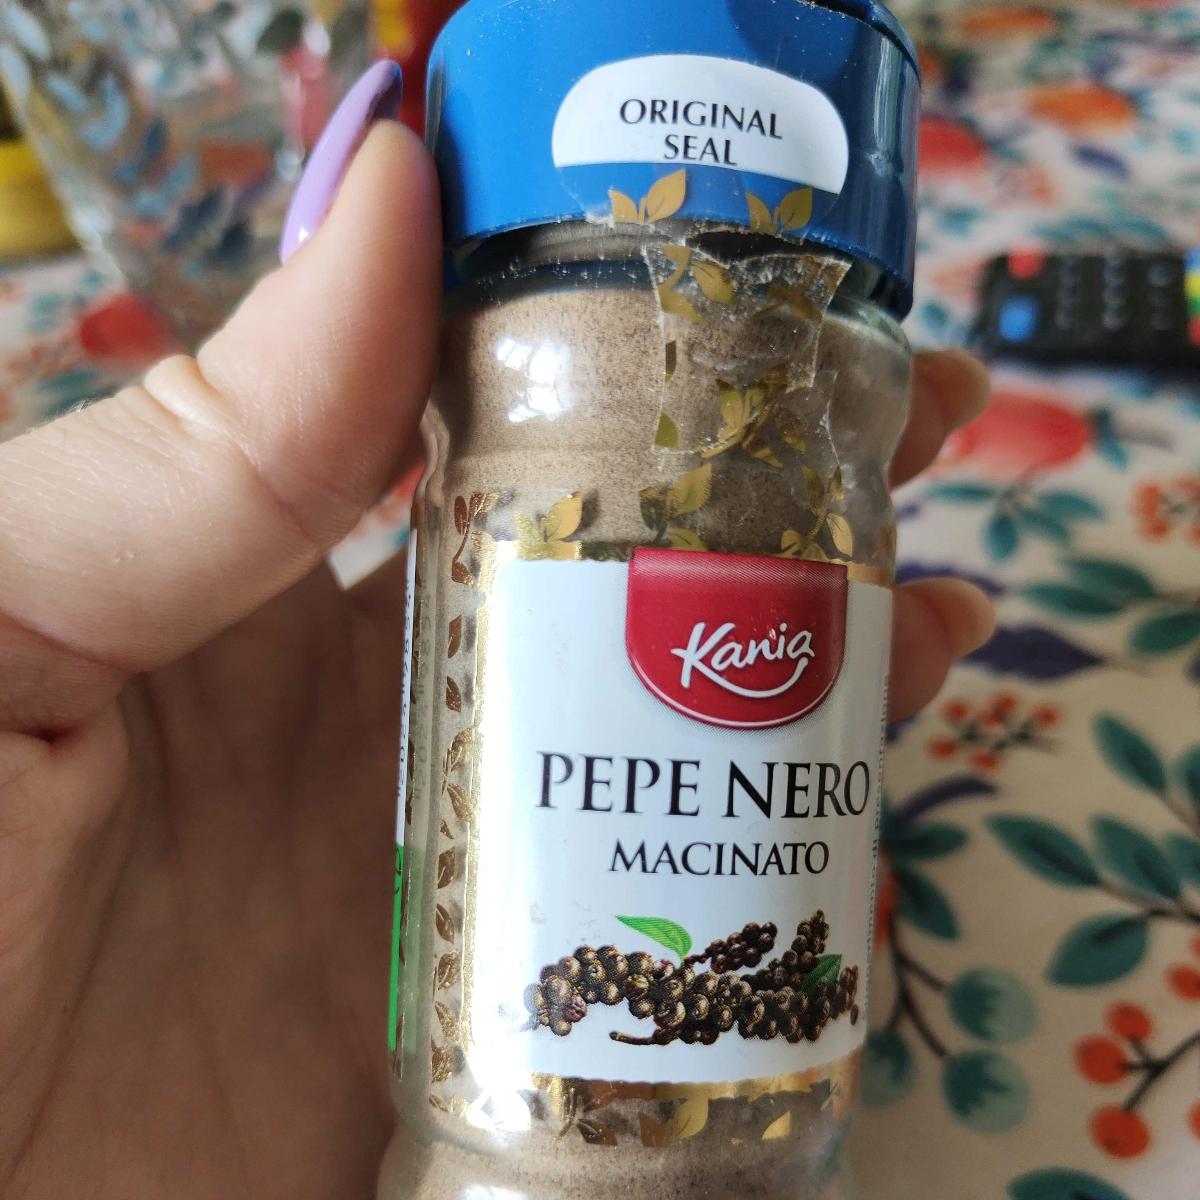 ORIGINAL
SEAL
Kania
PEPE NERO
MACINATO